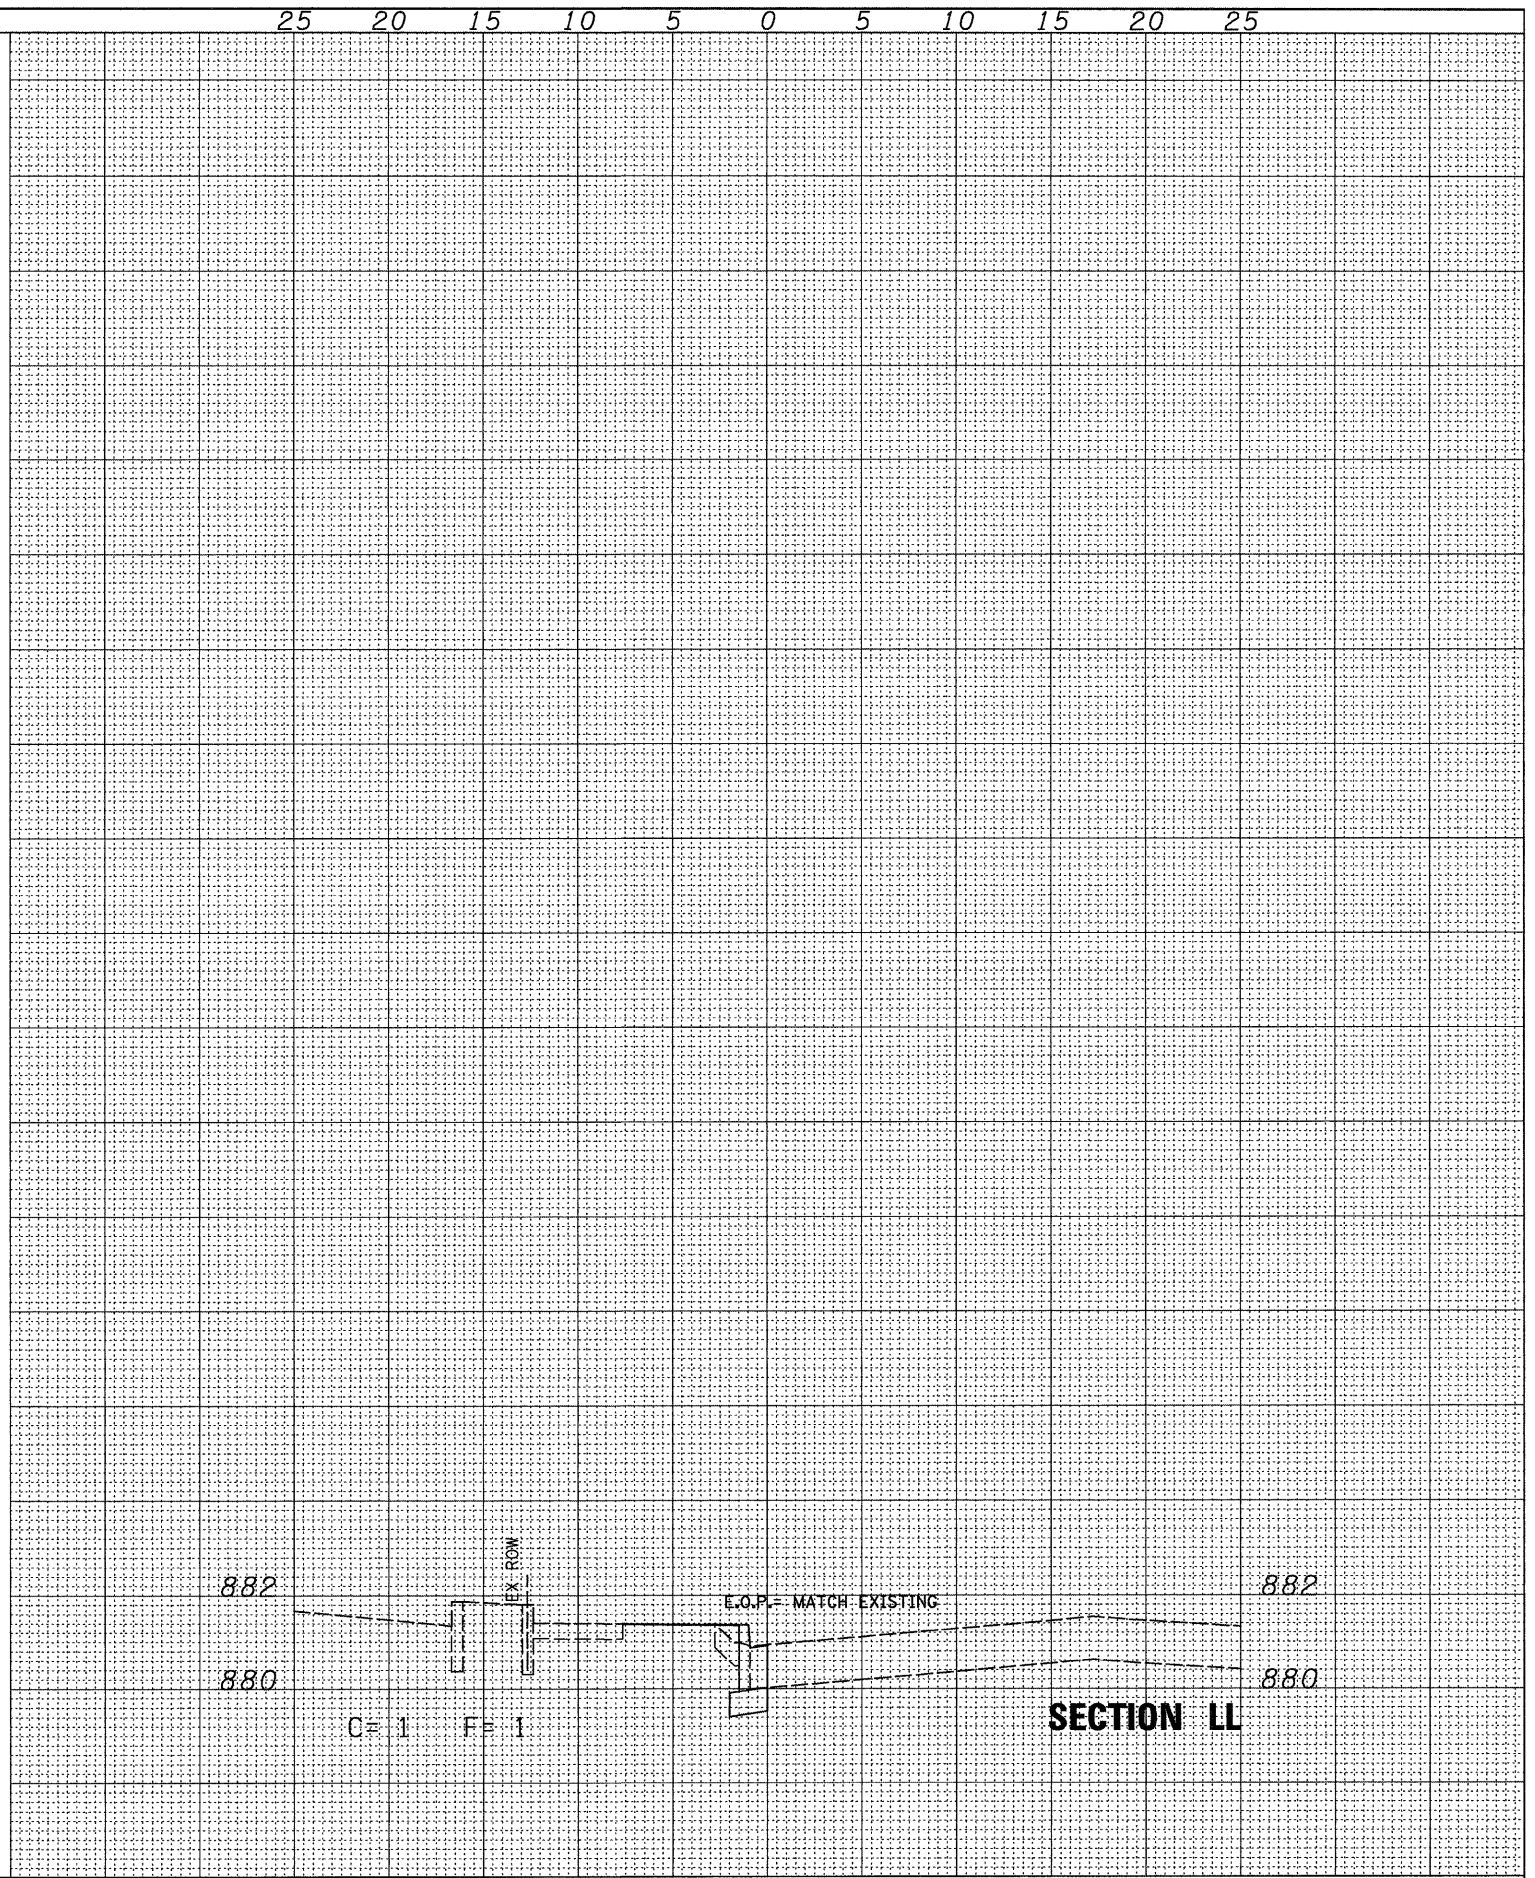 25 20 15 10 5 0 5 10 15 20 25
EX ROW
882 882
E.O.P.= MATCH EXISTING
880 880
C= 1 F= 1
SECTION LL